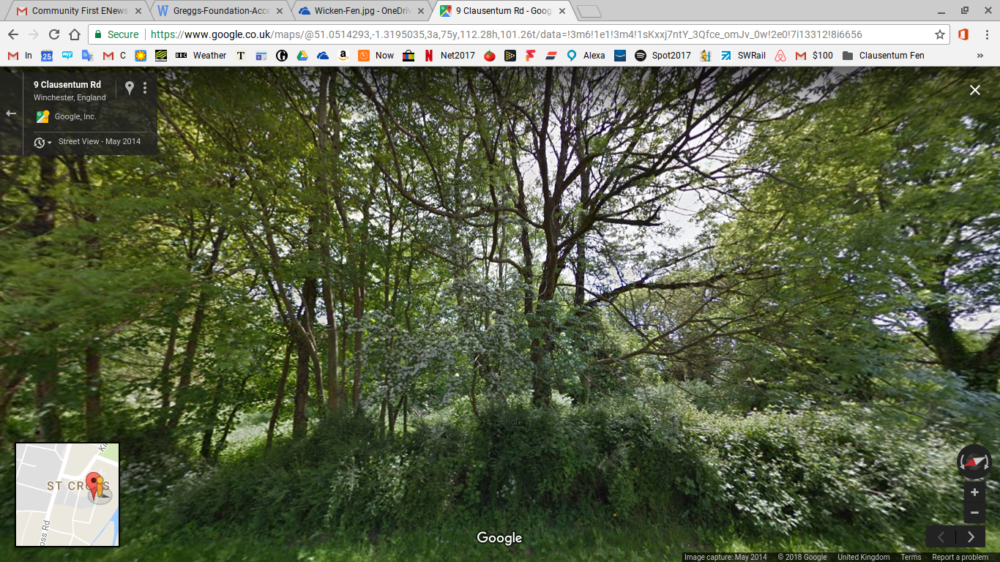 Community First ENews
Greggs-Foundation-Acce
Wicken-Fen.jpg - OneDriv
9 Clausentum Rd - Goog
Secure
https://www.google.co.uk/maps/@51.0514293,-1.3195035,3a,75y,112.28h,101.26t/data=!3m6!1e1!3m4!1sKxxj7ntY_3Qfce_omJv_0w!2e0!7i13312!8i6656
In
25
my
C
BBC
Weather
T
Now
Net2017
Alexa
Spot2017
SWRail
$100
Clausentum Fen
»
9 Clausentum Rd
Winchester, England
Google, Inc.
Street View - May 2014
ST CR
S
oss Rd
Google
Image capture: May 2014 © 2018 Google United Kingdom Terms Report a problem